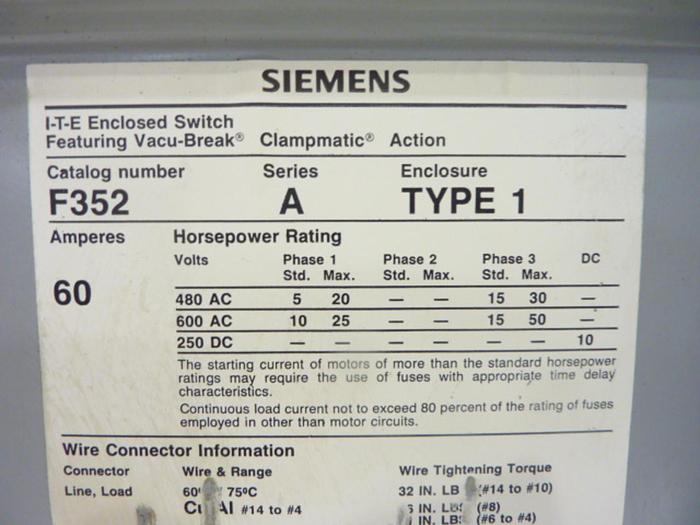 SIEMENS
I-T-E Enclosed Switch
Featuring Vacu-Break® Clampmatic® Action
Catalog number Series Enclosure
F352 A TYPE 1
Amperes Horsepower Rating
Volts Phase 1 Phase 2 Phase 3 DC
Std. Max. Std. Max. Std. Max.
60
480 AC 5 20 — — 15 30 —
600 AC 10 25 — — 15 50 —
250 DC — — — — — — 10
The starting current of motors of more than the standard horsepower
ratings may require the use of fuses with appropriate time delay
characteristics.
Continuous load current not to exceed 80 percent of the rating of fuses
employed in other than motor circuits.
Wire Connector Information
Connector Wire & Range Wire Tightening Torque
Line, Load 75°C 32 IN. LB (#14 to #10)
#14 to #4 IN. (#8)
IN. (#6 to #4)